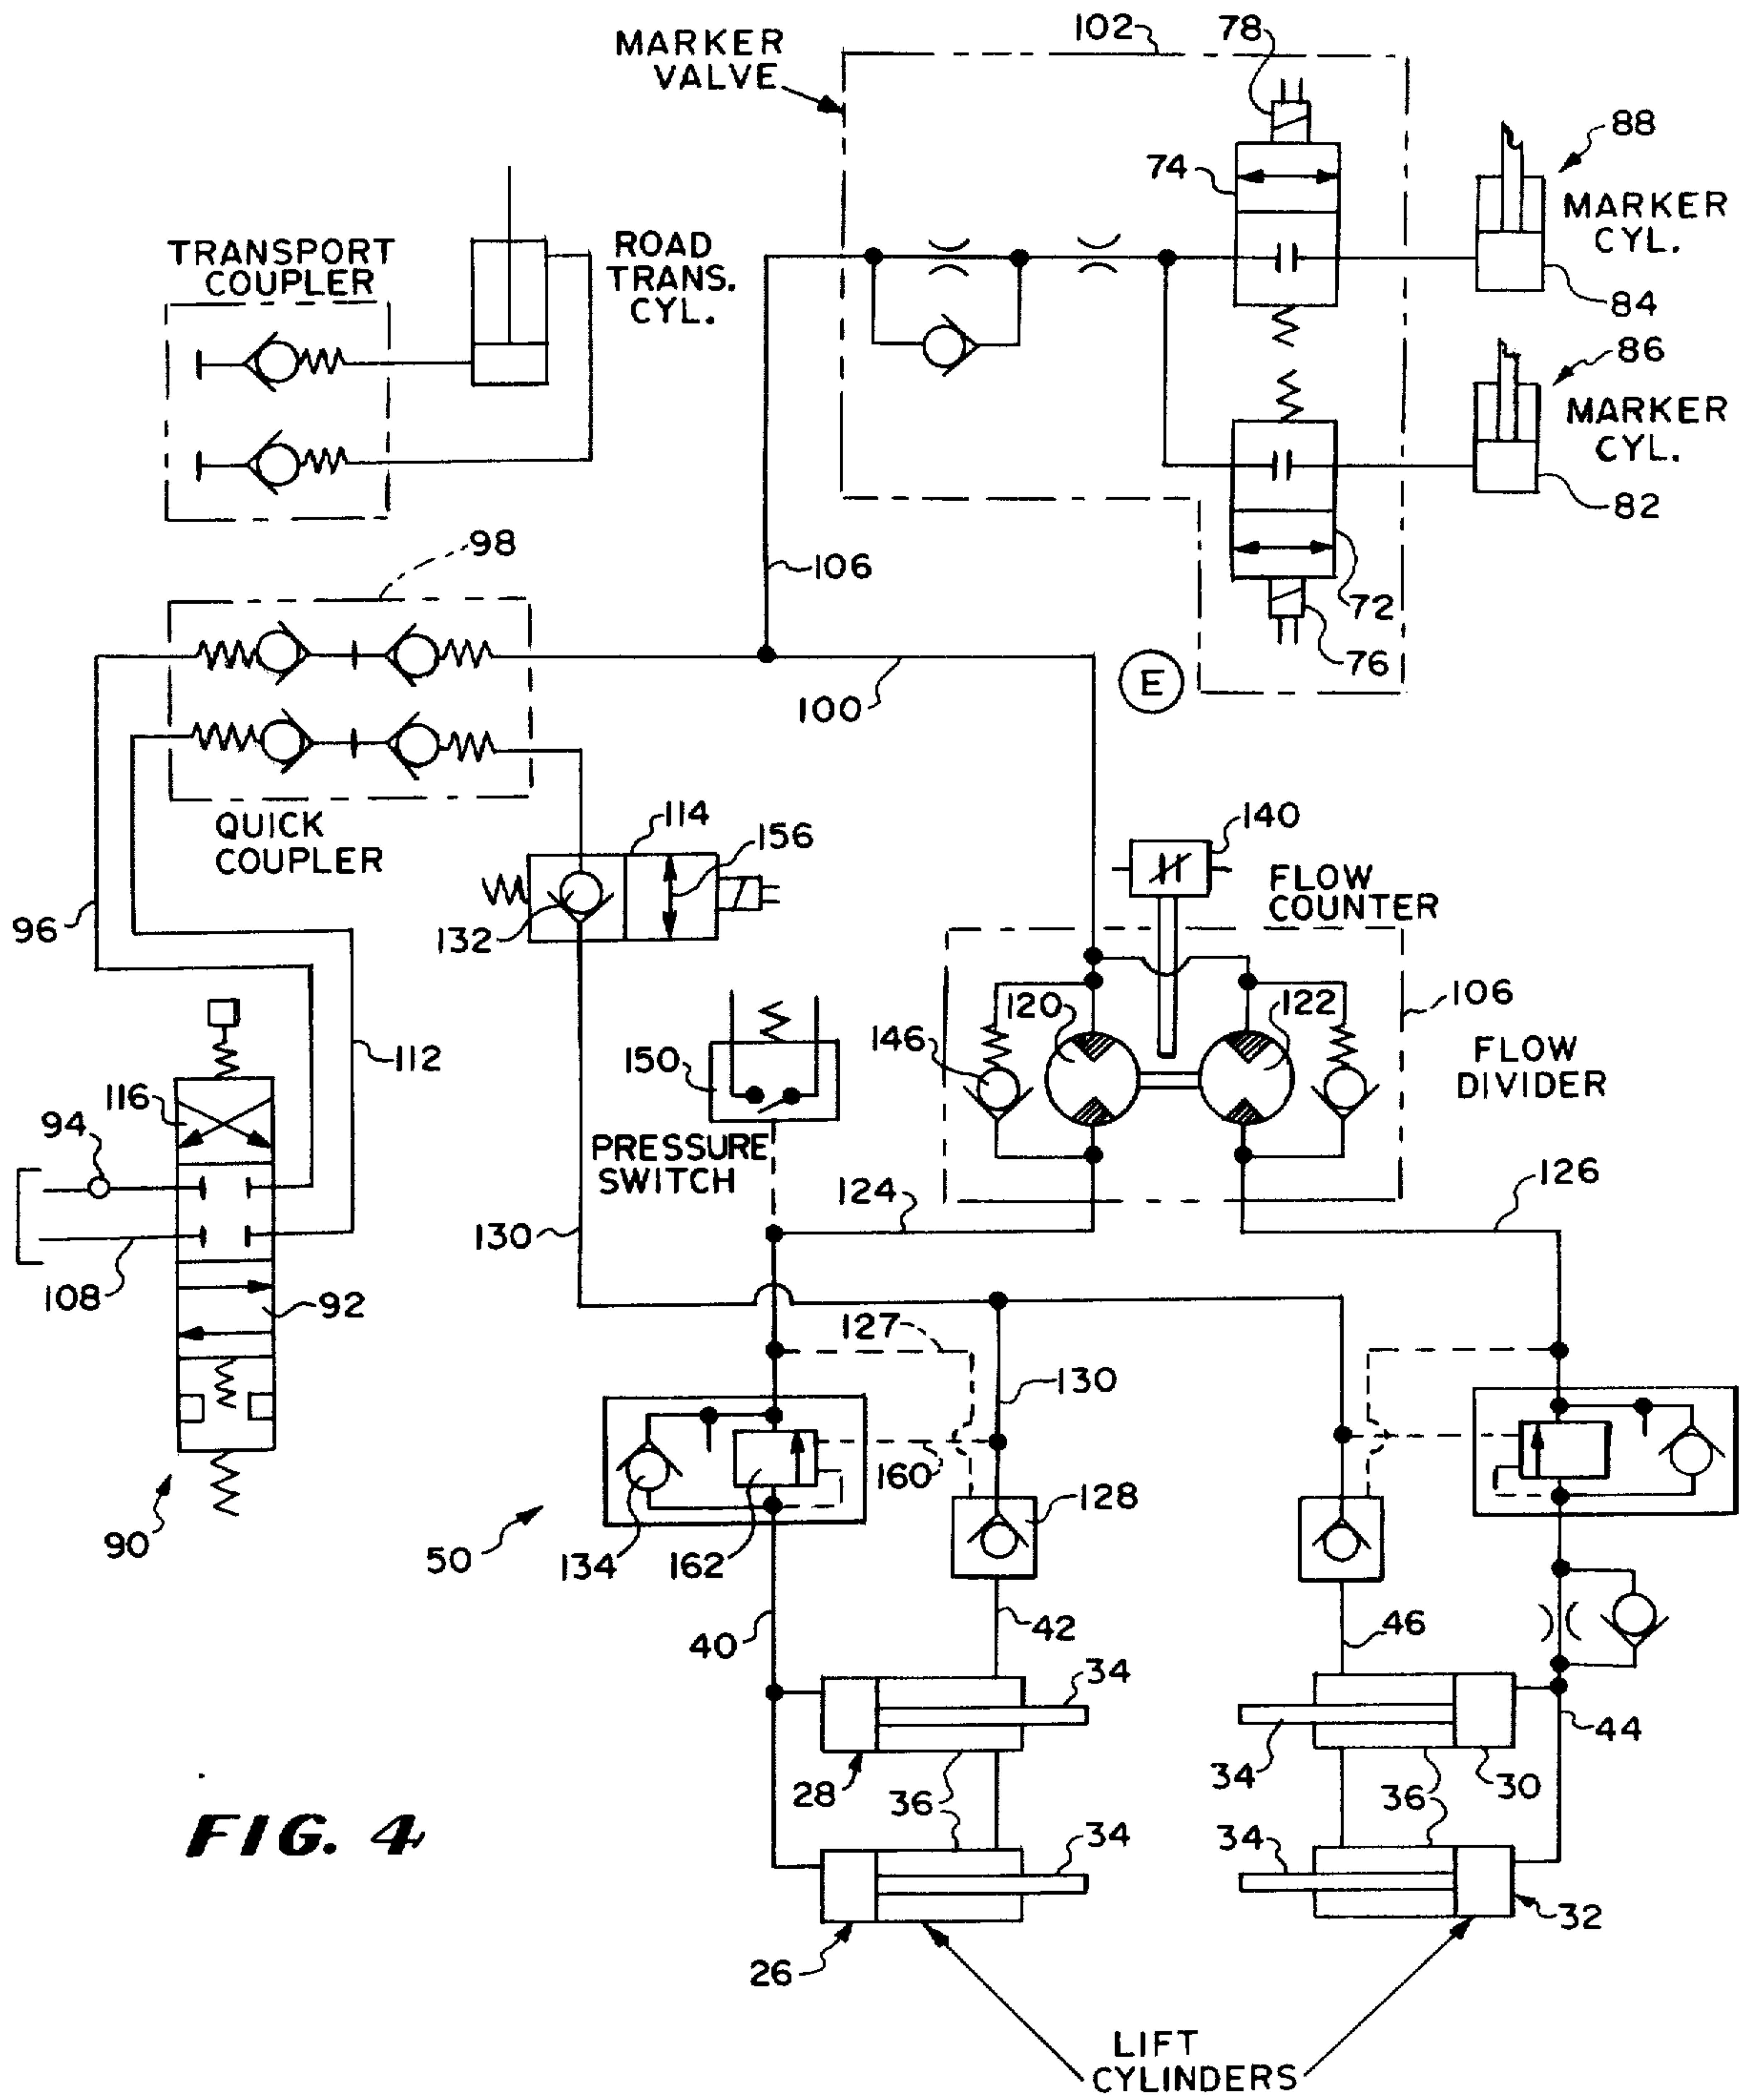 102
78
MARKER
VALVE
88
74
MARKER
CYL.
84
TRANSPORT
COUPLER
ROAD
TRANS.
CYL.
86
MARKER
CYL.
82
98
106
72
76
E
100
QUICK
COUPLER
114
156
140
FLOW
COUNTER
96
132
106
120
122
146
150
112
FLOW
DIVIDER
116
94
PRESSURE
SWITCH
124
126
130
108
92
127
130
160
128
90
50
134
162
40
42
46
34
44
28
36
34
36
30
34
34
26
32
FIG. 4
LIFT
CYLINDERS